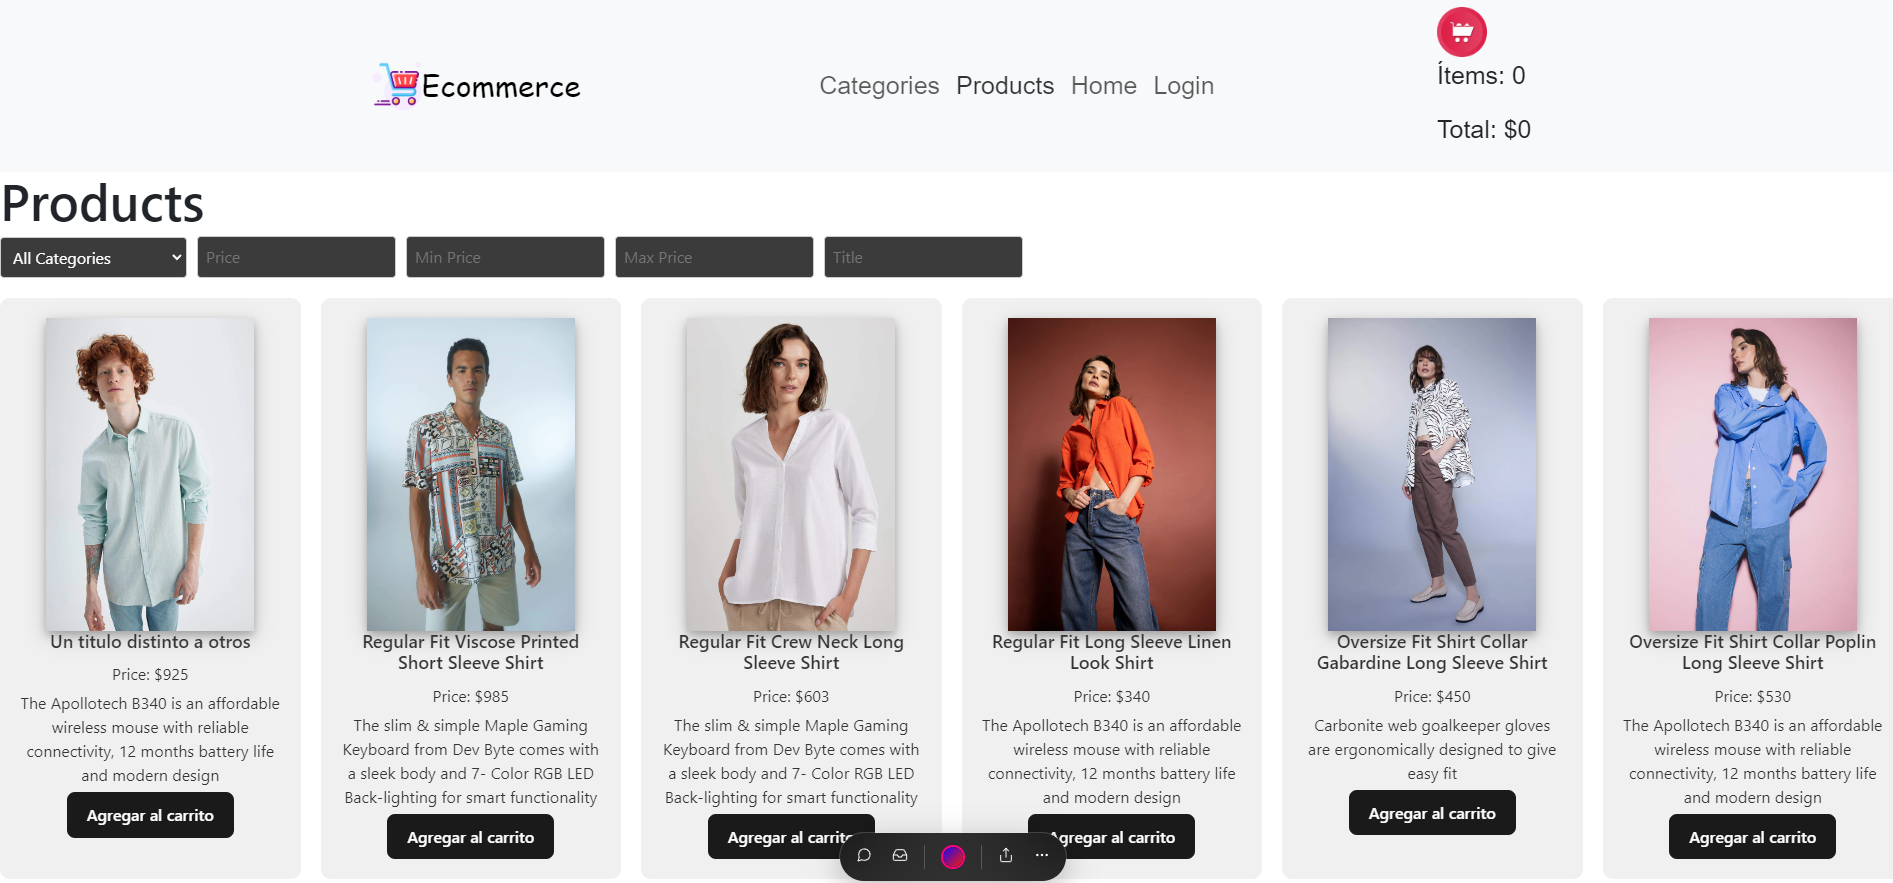 Ecommerce
Categories Products Home Login
Ítems: 0
Total: $0
Products
All Categories Price Min Price Max Price Title
Un titulo distinto a otros
Price: $925
The Apollotech B340 is an affordable
wireless mouse with reliable
connectivity, 12 months battery life
and modern design
Agregar al carrito
Regular Fit Viscose Printed
Short Sleeve Shirt
Price: $985
The slim & simple Maple Gaming
Keyboard from Dev Byte comes with
a sleek body and 7- Color RGB LED
Back-lighting for smart functionality
Agregar al carrito
Regular Fit Crew Neck Long
Sleeve Shirt
Price: $603
The slim & simple Maple Gaming
Keyboard from Dev Byte comes with
a sleek body and 7- Color RGB LED
Back-lighting for smart functionality
Agregar al carrito
Regular Fit Long Sleeve Linen
Look Shirt
Price: $340
The Apollotech B340 is an affordable
wireless mouse with reliable
connectivity, 12 months battery life
and modern design
Agregar al carrito
Oversize Fit Shirt Collar
Gabardine Long Sleeve Shirt
Price: $450
Carbonite web goalkeeper gloves
are ergonomically designed to give
easy fit
Agregar al carrito
Oversize Fit Shirt Collar Poplin
Long Sleeve Shirt
Price: $530
The Apollotech B340 is an affordable
wireless mouse with reliable
connectivity, 12 months battery life
and modern design
Agregar al carrito